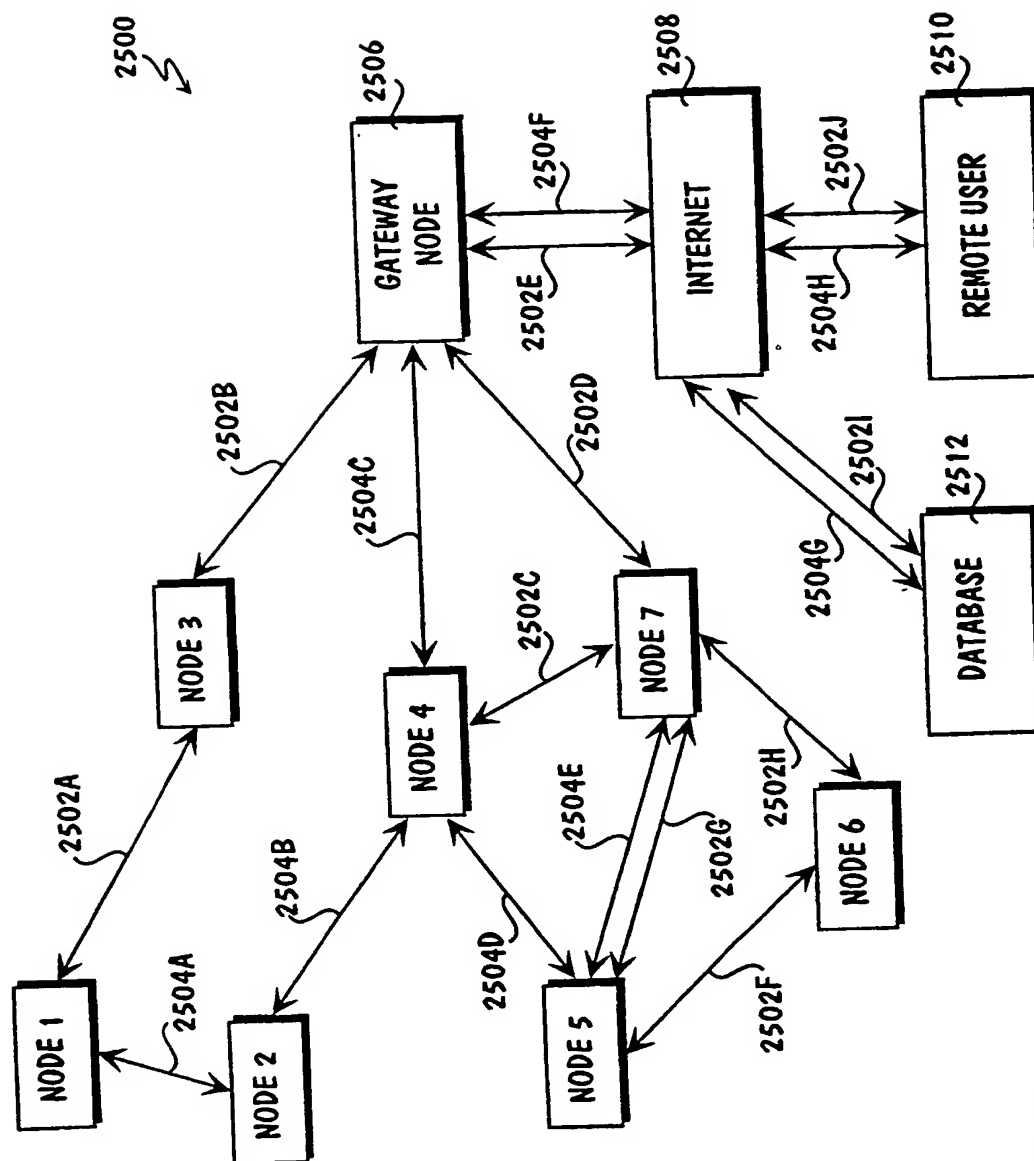 2500
NODE 1
2502A
2504A
NODE 3
2502B
NODE 2
2504B
2504C
2506
GATEWAY
NODE
NODE 4
2504D
2502E
2504F
2502C
2504E
2502D
NODE 5
NODE 7
2508
2502G
INTERNET
2502F
2502H
2504H
2502J
2504G
2502I
NODE 6
2512
2510
DATABASE
REMOTE USER